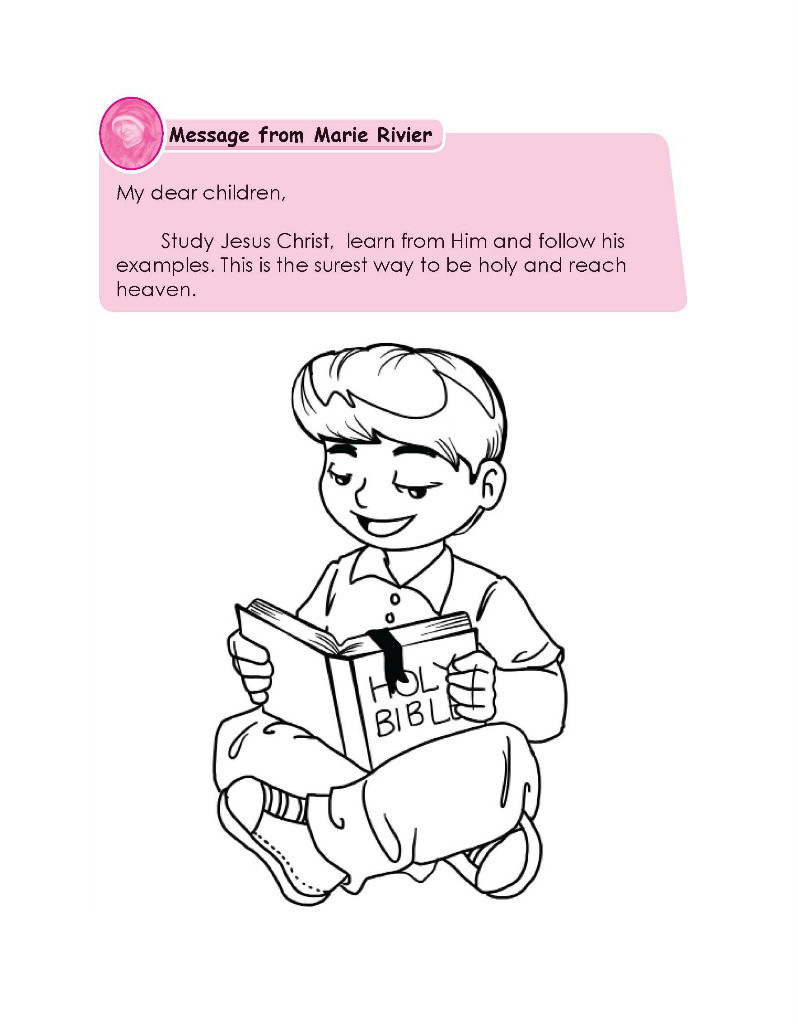 Message from Marie Rivier
My dear children,
Study Jesus Christ, learn from Him and follow his
examples. This is the surest way to be holy and reach
heaven.
HOLY
BIBLE